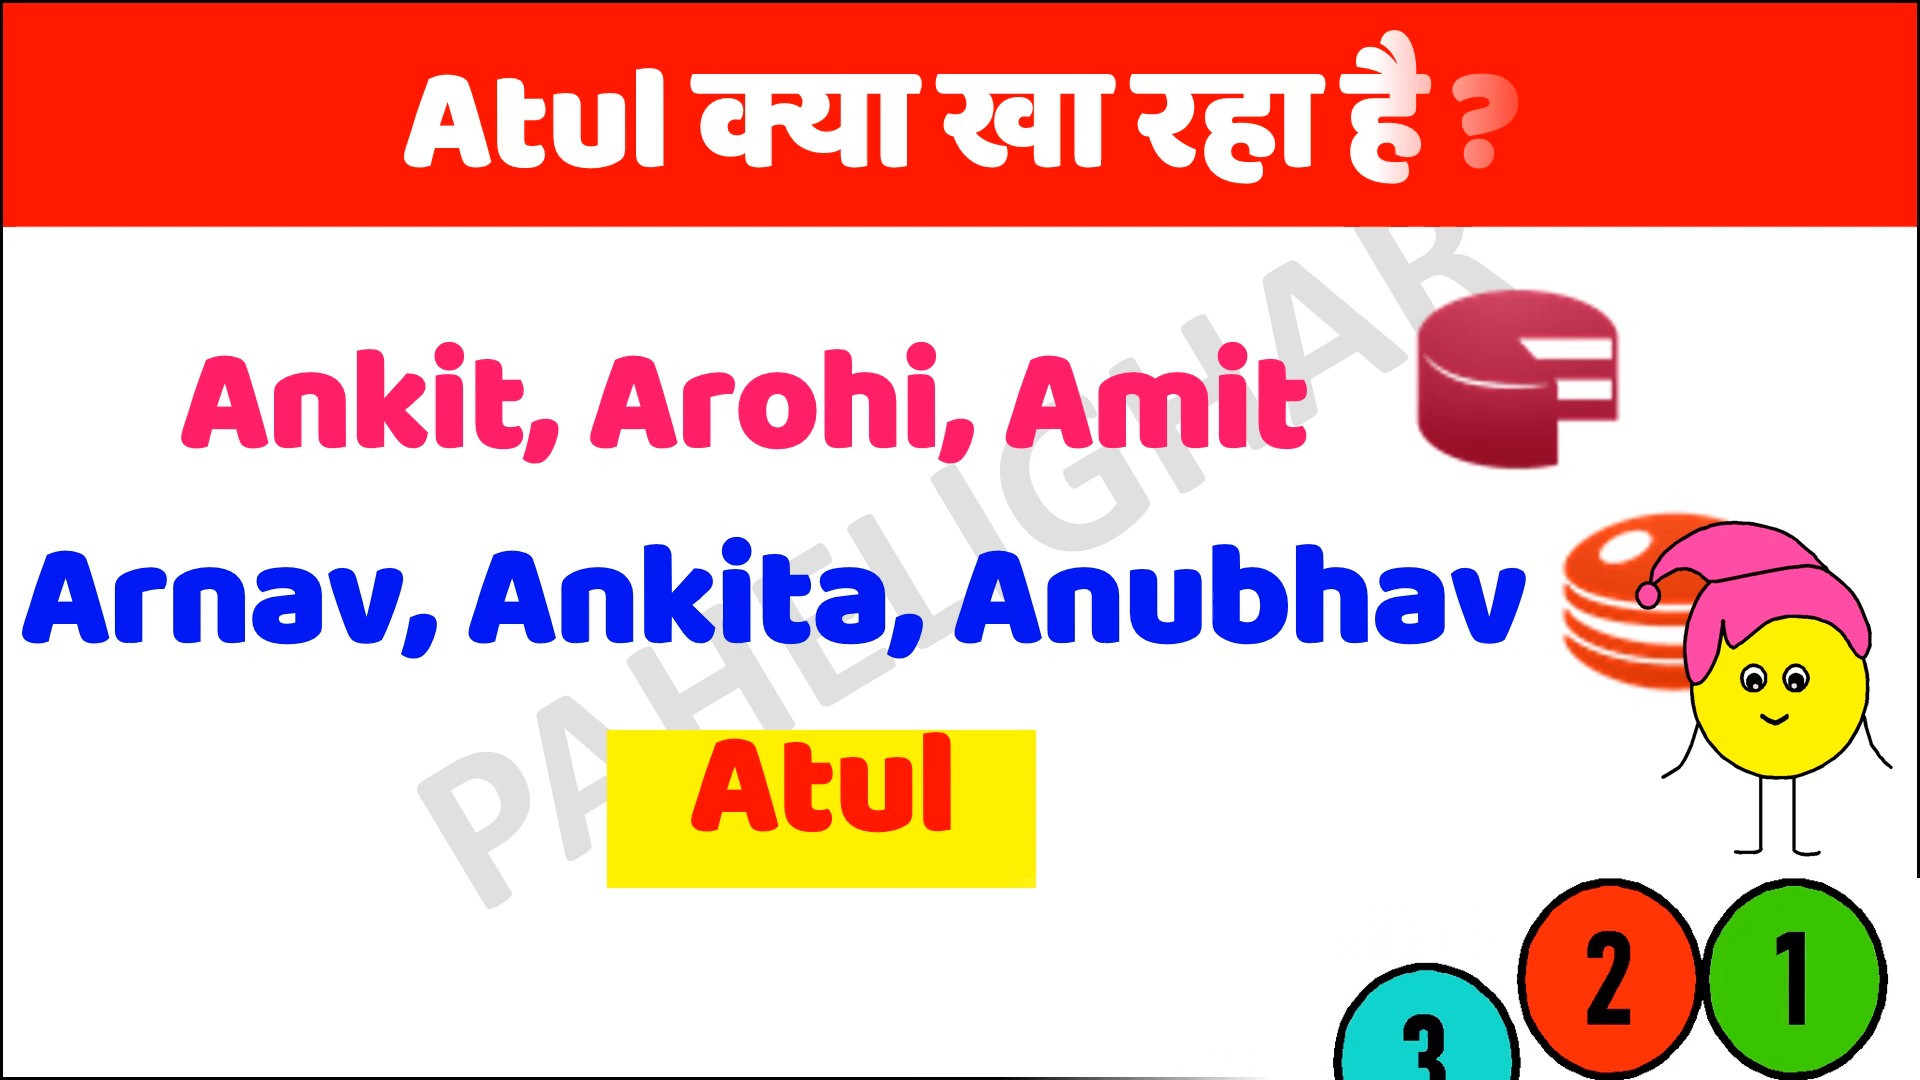 Atul क्या खा रहा है ?
Ankit, Arohi, Amit
Arnav, Ankita, Anubhav
Atul
PAHELIGHAR
3 2 1